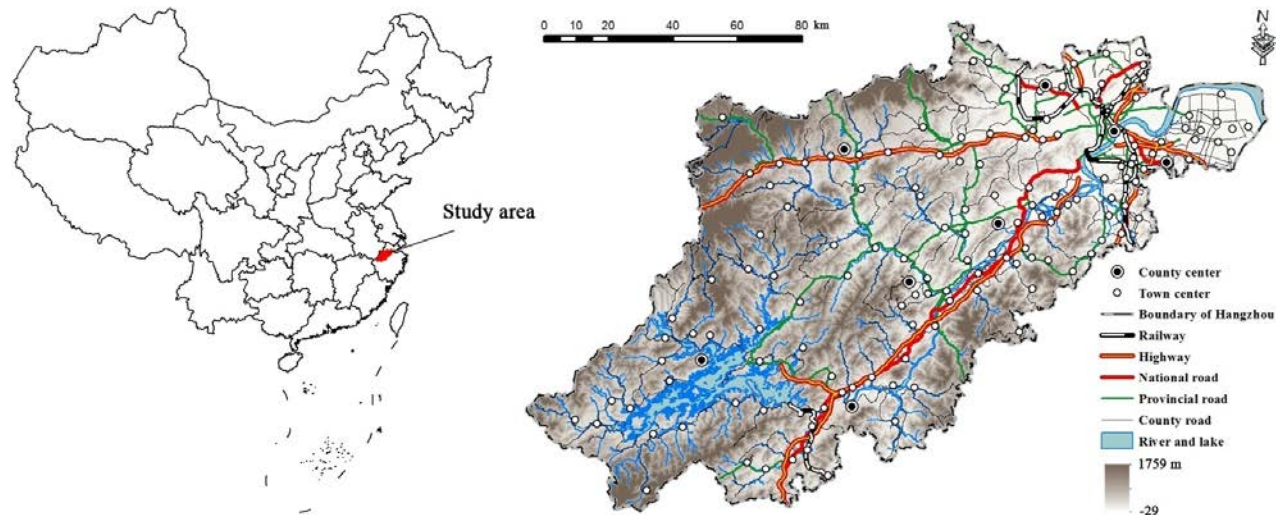 Study area
0 10 20 40 60 80 km
N
County center
Town center
Boundary of Hangzhou
Railway
Highway
National road
Provincial road
County road
River and lake
1759 m
-29